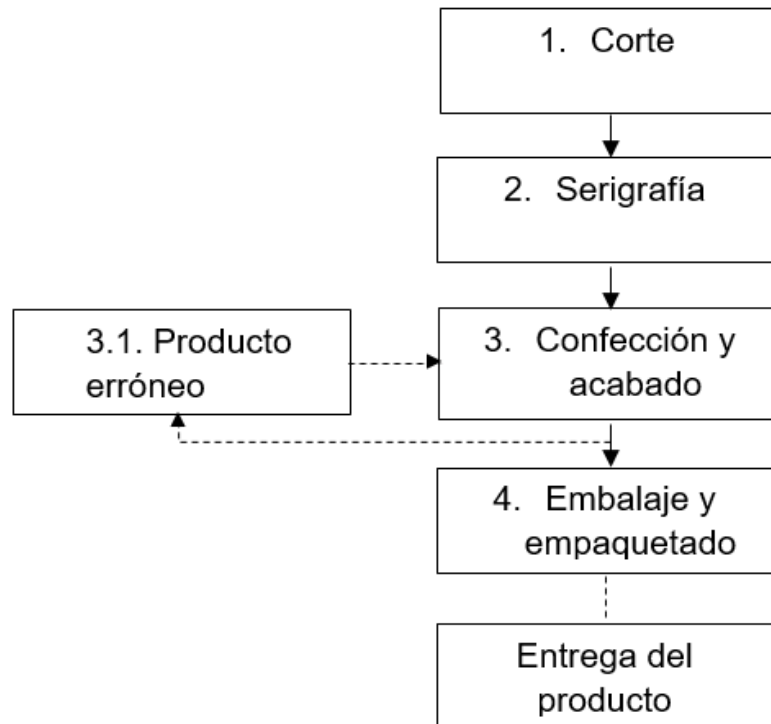 1. Corte
2. Serigrafía
3.1. Producto
erróneo
3. Confección y
acabado
4. Embalaje y
empaquetado
Entrega del
producto